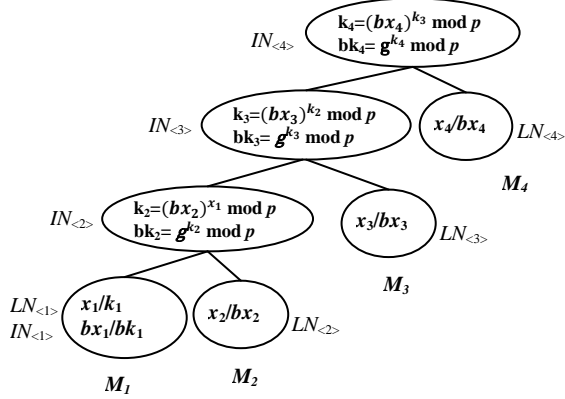 k₄=(bx₄)^k₃ mod p
IN<4>
bk₄= g^k₄ mod p
k₃=(bx₃)^k₂ mod p
IN<3>
bk₃= g^k₃ mod p
x₄/bx₄
LN<4>
M₄
k₂=(bx₂)^x₁ mod p
IN<2>
bk₂= g^k₂ mod p
x₃/bx₃
LN<3>
M₃
LN<1>
x₁/k₁
IN<1>
bx₁/bk₁
x₂/bx₂
LN<2>
M₁
M₂